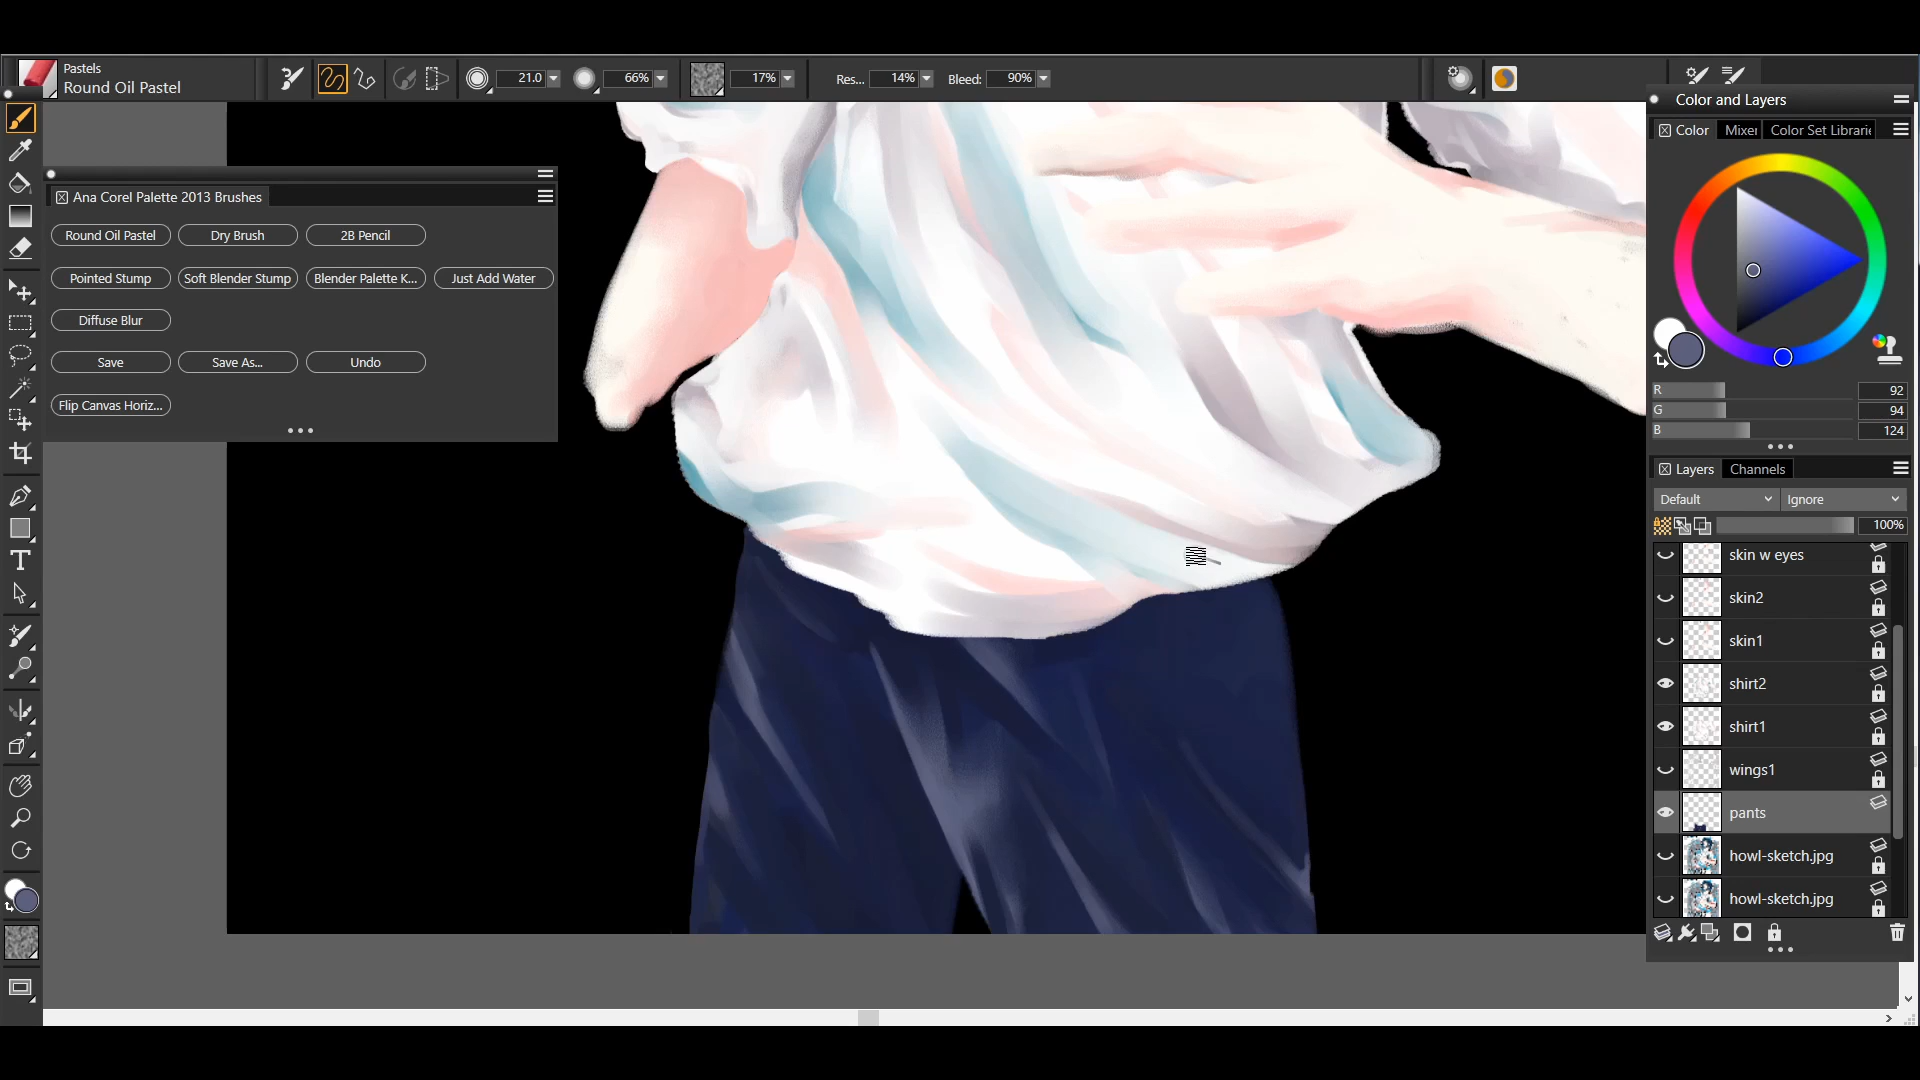 Pastels
Round Oil Pastel
21.0
66%
17%
Res...
14%
Bleed:
90%
Ana Corel Palette 2013 Brushes
Round Oil Pastel
Dry Brush
2B Pencil
Pointed Stump
Soft Blender Stump
Blender Palette K...
Just Add Water
Diffuse Blur
Save
Save As...
Undo
Flip Canvas Horiz...
Color and Layers
Color
Mixer
Color Set Librarie
R
92
G
94
B
124
Layers
Channels
Default
Ignore
100%
skin w eyes
skin2
skin1
shirt2
shirt1
wings1
pants
howl-sketch.jpg
howl-sketch.jpg